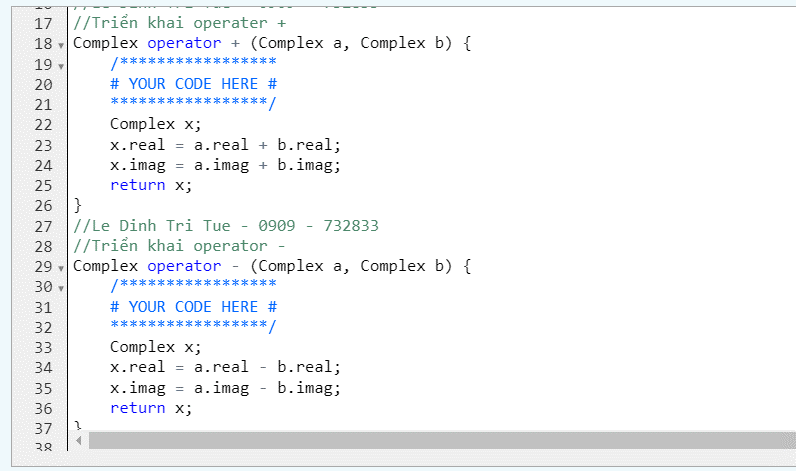 17 //Triển khai operater +
18 Complex operator + (Complex a, Complex b) {
19 /*****************
20 # YOUR CODE HERE #
21 *****************/
22 Complex x;
23 x.real = a.real + b.real;
24 x.imag = a.imag + b.imag;
25 return x;
26 }
27 //Le Dinh Tri Tue - 0909 - 732833
28 //Triển khai operator -
29 Complex operator - (Complex a, Complex b) {
30 /*****************
31 # YOUR CODE HERE #
32 *****************/
33 Complex x;
34 x.real = a.real - b.real;
35 x.imag = a.imag - b.imag;
36 return x;
37 }
38